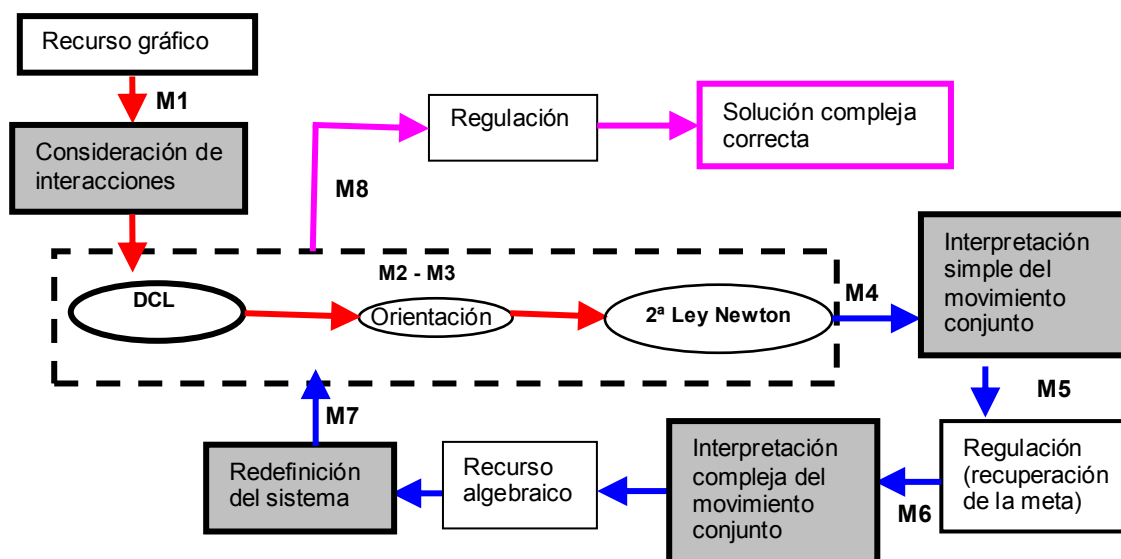 Recurso gráfico
M1
Consideración de
interacciones
M8
Regulación
Solución compleja
correcta
M2 - M3
DCL
Orientación
2ª Ley Newton
M4
Interpretación
simple del
movimiento
conjunto
M5
Regulación
(recuperación
de la meta)
M6
Interpretación
compleja del
movimiento
conjunto
Recurso
algebraico
Redefinición
del sistema
M7